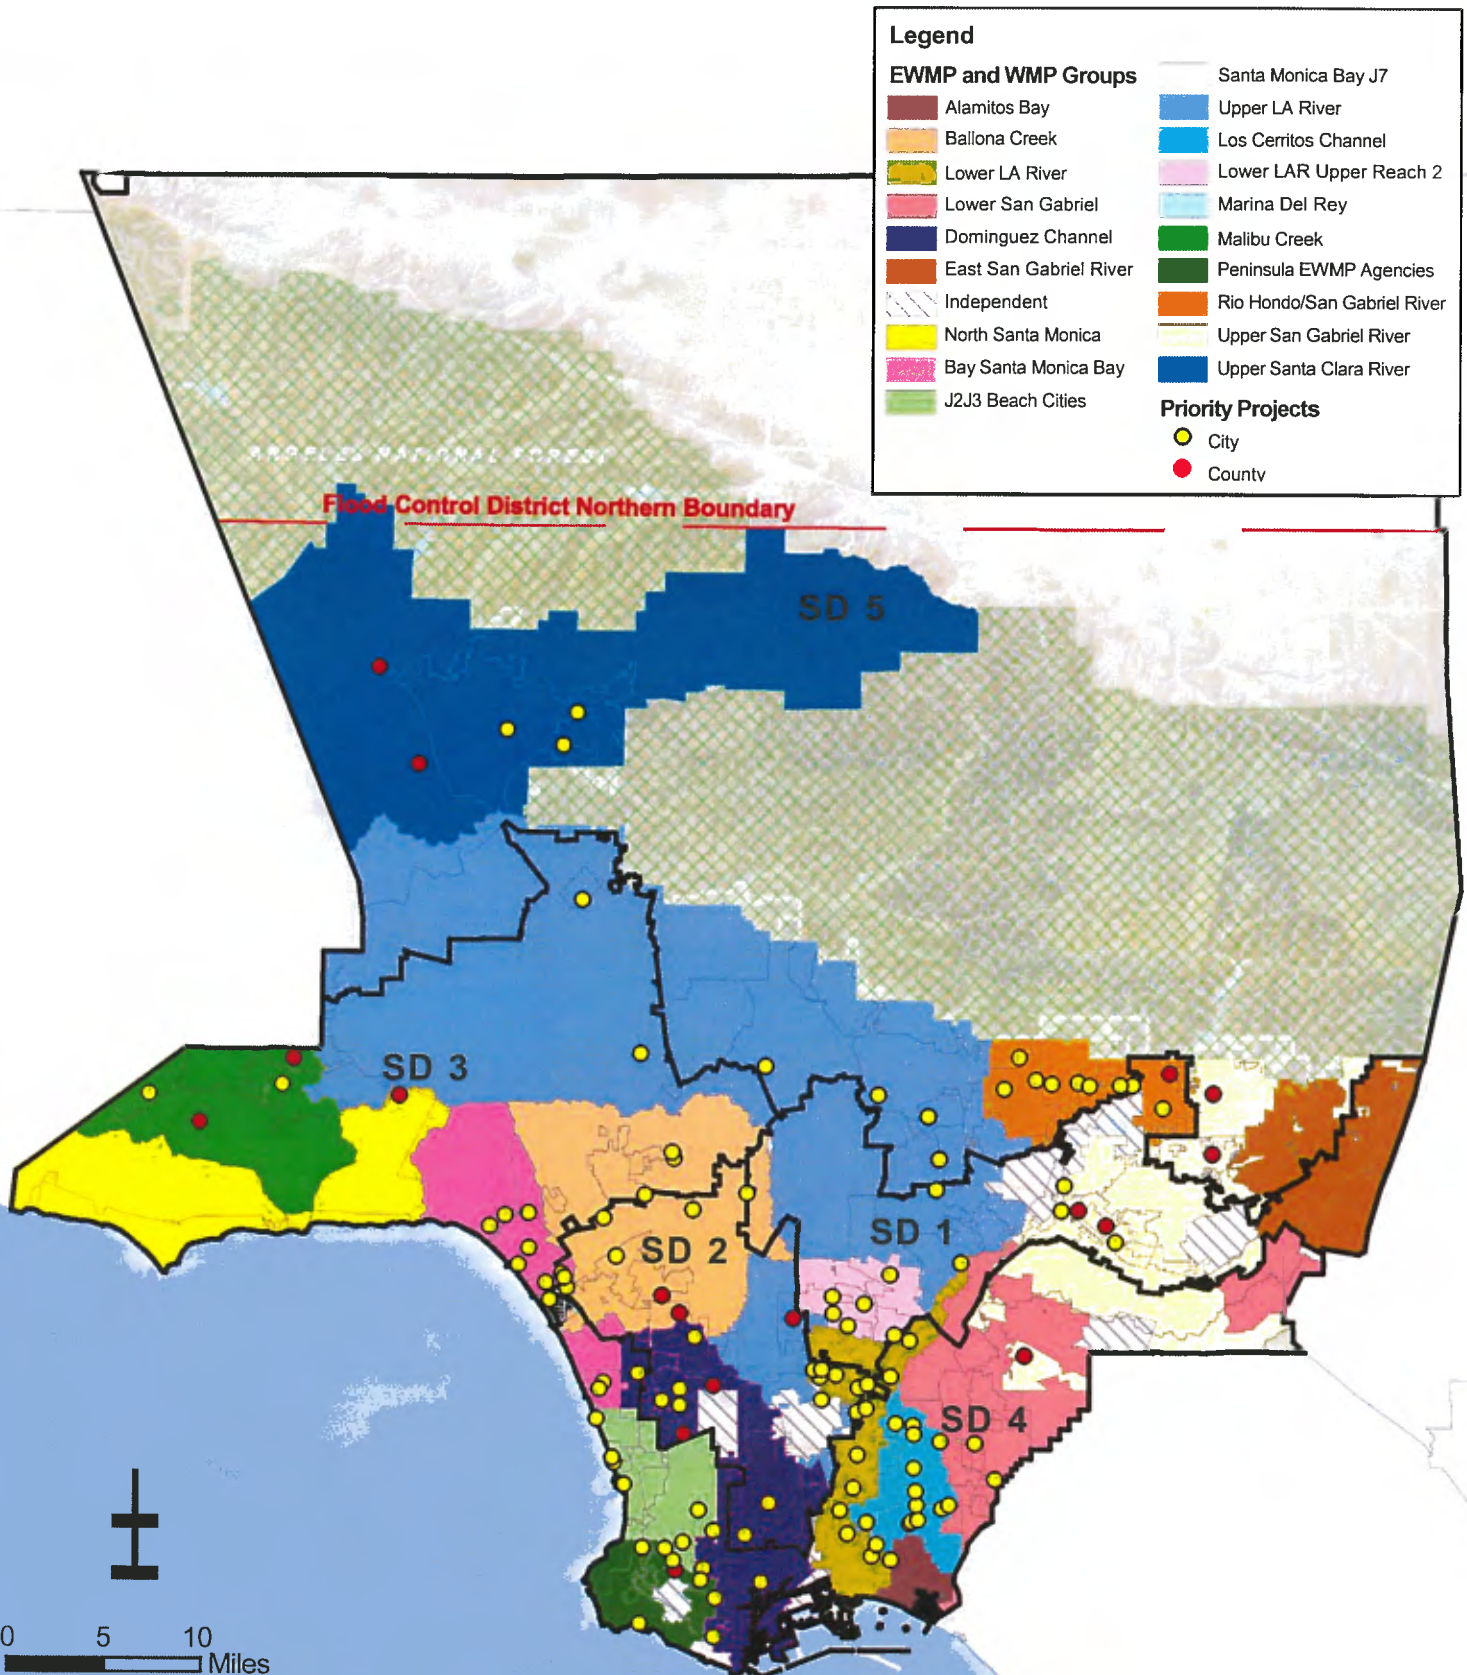 Legend
EWMP and WMP Groups
Alamitos Bay
Ballona Creek
Lower LA River
Lower San Gabriel
Dominguez Channel
East San Gabriel River
Independent
North Santa Monica
Bay Santa Monica Bay
J2J3 Beach Cities
Santa Monica Bay J7
Upper LA River
Los Cerritos Channel
Lower LAR Upper Reach 2
Marina Del Rey
Malibu Creek
Peninsula EWMP Agencies
Rio Hondo/San Gabriel River
Upper San Gabriel River
Upper Santa Clara River
Priority Projects
City
County
ANGELES NATIONAL FOREST
Flood Control District Northern Boundary
SD 5
SD 3
SD 1
SD 2
SD 4
0 5 10
Miles